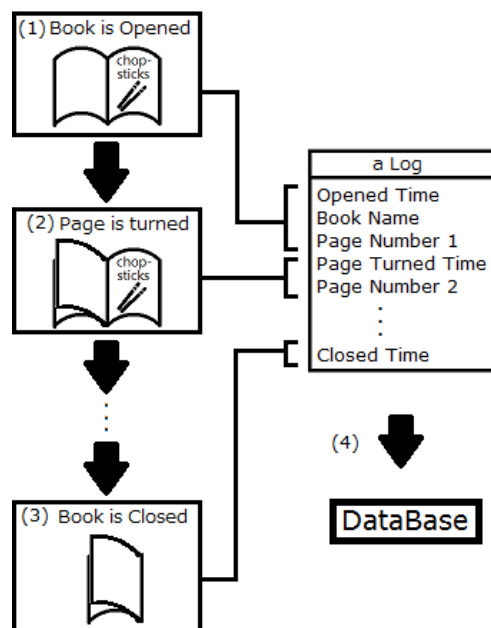 (1) Book is Opened
chop-
sticks
(2) Page is turned
chop-
sticks
(3) Book is Closed
a Log
Opened Time
Book Name
Page Number 1
Page Turned Time
Page Number 2
Closed Time
(4)
DataBase